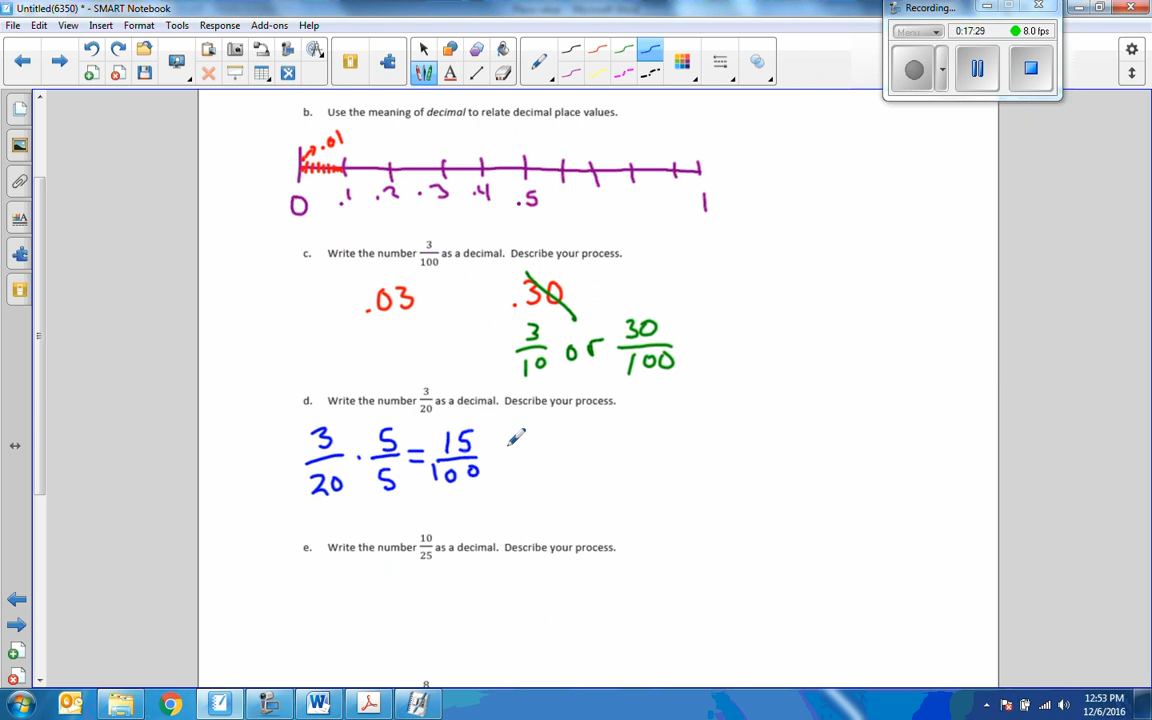 Untitled(6350) * - SMART Notebook
Recording...
File Edit View Insert Format Tools Response Add-ons Help
Menu 0:17:29 8.0 fps
b. Use the meaning of decimal to relate decimal place values.
.01
0 .1 .2 .3 .4 .5 1
c. Write the number 3/100 as a decimal. Describe your process.
.03 .30
3/10 or 30/100
d. Write the number 3/20 as a decimal. Describe your process.
3/20 · 5/5 = 15/100
e. Write the number 10/25 as a decimal. Describe your process.
8
12:53 PM
12/6/2016